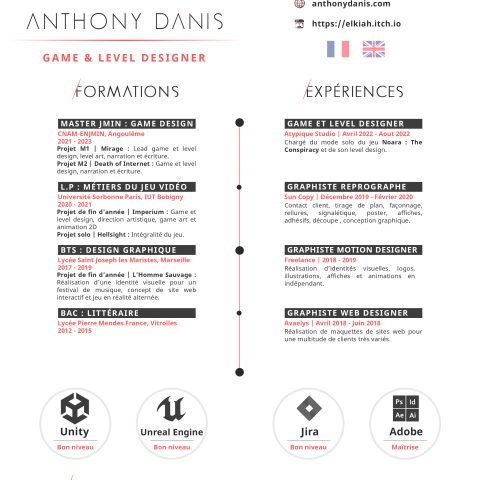 ANTHONY DANIS
GAME & LEVEL DESIGNER
anthonydanis.com
https://elkiah.itch.io
FORMATIONS
MASTER JMIN : GAME DESIGN
CNAM-ENJMIN, Angoulême
2021 - 2023
Projet M1 | Mirage : Lead game et level
design, level art, narration et écriture.
Projet M2 | Death of Internet : Game et level
design, narration et écriture.
L.P : MÉTIERS DU JEU VIDÉO
Université Sorbonne Paris, IUT Bobigny
2020 - 2021
Projet de fin d'année | Imperium : Game et
level design, direction artistique, game art et
animation 2D
Projet solo | Hellsight : Intégralité du jeu.
BTS : DESIGN GRAPHIQUE
Lycée Saint Joseph les Maristes, Marseille
2017 - 2019
Projet de fin d'année | L'Homme Sauvage :
Réalisation d'une identité visuelle pour un
festival de musique, concept de site web
interactif et jeu en réalité alternée.
BAC : LITTÉRAIRE
Lycée Pierre Mendes France, Vitrolles
2012 - 2015
EXPÉRIENCES
GAME ET LEVEL DESIGNER
Atypique Studio | Avril 2022 - Aout 2022
Chargé du mode solo du jeu Noara : The
Conspiracy et de son level design.
GRAPHISTE REPROGRAPHE
Sun Copy | Décembre 2019 - Février 2020
Contact client, tirage de plan, façonnage,
reliures, signalétique, poster, affiches,
adhésifs, découpe , conception graphique.
GRAPHISTE MOTION DESIGNER
Freelance | 2018 - 2019
Réalisation d'identités visuelles, logos,
illustrations, affiches et animations en
indépendant.
GRAPHISTE WEB DESIGNER
Avaelys | Avril 2018 - Juin 2018
Réalisation de maquettes de sites web pour
une multitude de clients très variés.
Unity
Bon niveau
Unreal Engine
Bon niveau
Jira
Bon niveau
Ps Id
Ae Ai
Adobe
Maîtrise